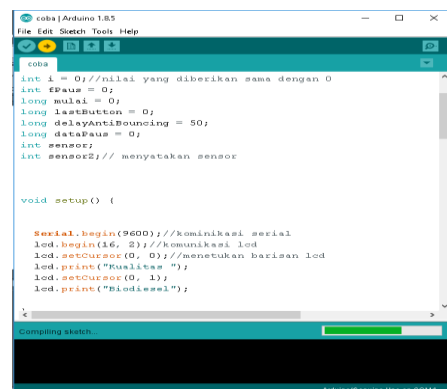 coba | Arduino 1.8.5
File Edit Sketch Tools Help
coba
int i = 0;//nilai yang diberikan sama dengan 0
int fPaus = 0;
long mulai = 0;
long lastButton = 0;
long delayAntiBouncing = 50;
long dataPaus = 0;
int sensor;
int sensor2;// menyatakan sensor
void setup() {
Serial.begin(9600);//kominikasi serial
lcd.begin(16, 2);//komunikasi lcd
lcd.setCursor(0, 0);//menetukan barisan lcd
lcd.print("Kualitas ");
lcd.setCursor(0, 1);
lcd.print("Biodiesel");
Compiling sketch...